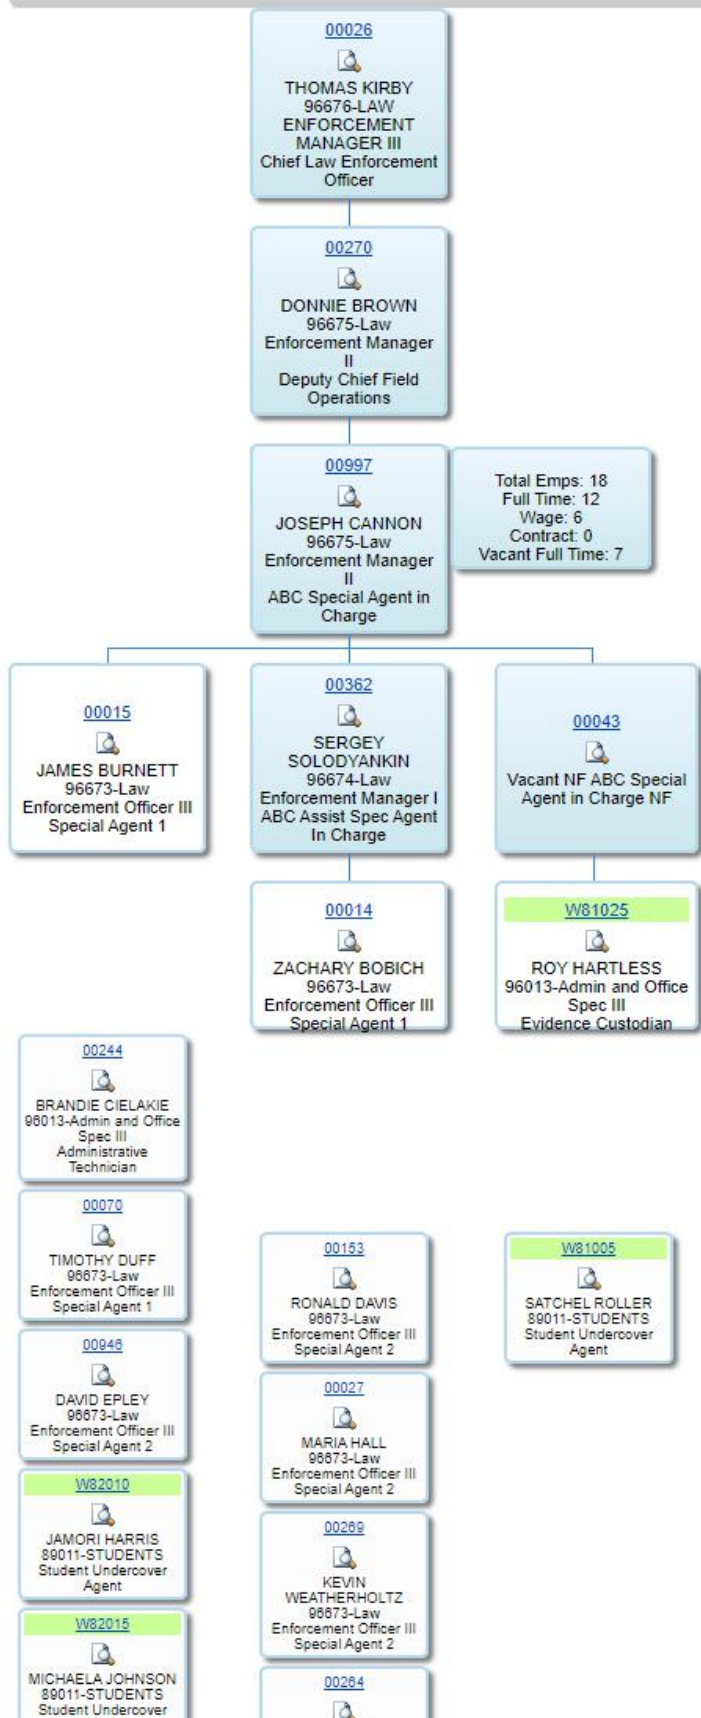 00026
THOMAS KIRBY
96676-LAW
ENFORCEMENT
MANAGER III
Chief Law Enforcement
Officer
00270
DONNIE BROWN
96675-Law
Enforcement Manager
II
Deputy Chief Field
Operations
00997
JOSEPH CANNON
96675-Law
Enforcement Manager
II
ABC Special Agent in
Charge
Total Emps: 18
Full Time: 12
Wage: 6
Contract: 0
Vacant Full Time: 7
00015
JAMES BURNETT
96673-Law
Enforcement Officer III
Special Agent 1
00362
SERGEY
SOLODYANKIN
96674-Law
Enforcement Manager I
ABC Assist Spec Agent
In Charge
00043
Vacant NF ABC Special
Agent in Charge NF
00014
ZACHARY BOBICH
96673-Law
Enforcement Officer III
Special Agent 1
W81025
ROY HARTLESS
96013-Admin and Office
Spec III
Evidence Custodian
00244
BRANDIE CIELAKIE
96013-Admin and Office
Spec III
Administrative
Technician
00070
TIMOTHY DUFF
96673-Law
Enforcement Officer III
Special Agent 1
00946
DAVID EPLEY
96673-Law
Enforcement Officer III
Special Agent 2
W82010
JAMORI HARRIS
89011-STUDENTS
Student Undercover
Agent
W82015
MICHAELA JOHNSON
89011-STUDENTS
Student Undercover
00153
RONALD DAVIS
96673-Law
Enforcement Officer III
Special Agent 2
00027
MARIA HALL
96673-Law
Enforcement Officer III
Special Agent 2
00269
KEVIN
WEATHERHOLTZ
96673-Law
Enforcement Officer III
Special Agent 2
00264
W81005
SATCHEL ROLLER
89011-STUDENTS
Student Undercover
Agent